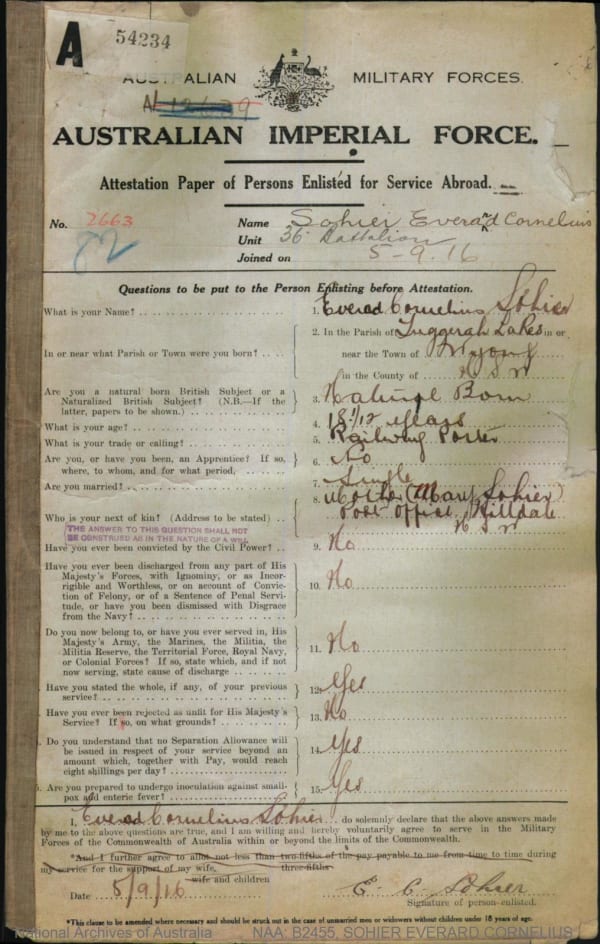 A 54234
AUSTRALIAN MILITARY FORCES.
AUSTRALIAN IMPERIAL FORCE.
Attestation Paper of Persons Enlisted for Service Abroad.
No. 2663
Name Sohier Everard Cornelius
Unit 36 Battalion
Joined on 5-9.16
Questions to be put to the Person Enlisting before Attestation.
What is your Name? 1. Everad Cornelius Sohier
In or near what Parish or Town were you born? 2. In the Parish of Tuggerah Lakes in or
near the Town of Wyong
in the County of N S W
Are you a natural born British Subject or a
Naturalized British Subject? (N.B.—If the
latter, papers to be shown.) 3. Natural Born
What is your age? 4. 18 1/12 years
What is your trade or calling? 5. Railway Porter
Are you, or have you been, an Apprentice? If so,
where, to whom, and for what period, 6. No
Are you married? 7. Single
Who is your next of kin? (Address to be stated) 8. Mother (Mary Sohier)
Post Office Hilldale
N S W
THE ANSWER TO THIS QUESTION SHALL NOT
BE CONSTRUED AS IN THE NATURE OF A WILL
Have you ever been convicted by the Civil Power? 9. No
Have you ever been discharged from any part of His
Majesty's Forces, with Ignominy, or as Incor-
rigible and Worthless, or on account of Convic-
tion of Felony, or of a Sentence of Penal Servi-
tude, or have you been dismissed with Disgrace
from the Navy? 10. No
Do you now belong to, or have you ever served in, His
Majesty's Army, the Marines, the Militia, the
Militia Reserve, the Territorial Force, Royal Navy,
or Colonial Forces? If so, state which, and if not
now serving, state cause of discharge 11. No
Have you stated the whole, if any, of your previous
service? 12. Yes
Have you ever been rejected as unfit for His Majesty's
Service? If so, on what grounds? 13. No
Do you understand that no Separation Allowance will
be issued in respect of your service beyond an
amount which, together with Pay, would reach
eight shillings per day? 14. Yes
Are you prepared to undergo inoculation against small-
pox and enteric fever? 15. Yes
I, Everad Cornelius Sohier do solemnly declare that the above answers made
by me to the above questions are true, and I am willing and hereby voluntarily agree to serve in the Military
Forces of the Commonwealth of Australia within or beyond the limits of the Commonwealth.
*And I further agree to allot not less than two-fifths of the pay payable to me from time to time during
my service for the support of my wife, three-fifths
wife and children
Date 5/9/16 E. C. Sohier
Signature of person enlisted.
*This clause to be amended where necessary and should be struck out in the case of unmarried men or widowers without children under 18 years of age.
National Archives of Australia NAA: B2455, SOHIER EVERARD CORNELIUS